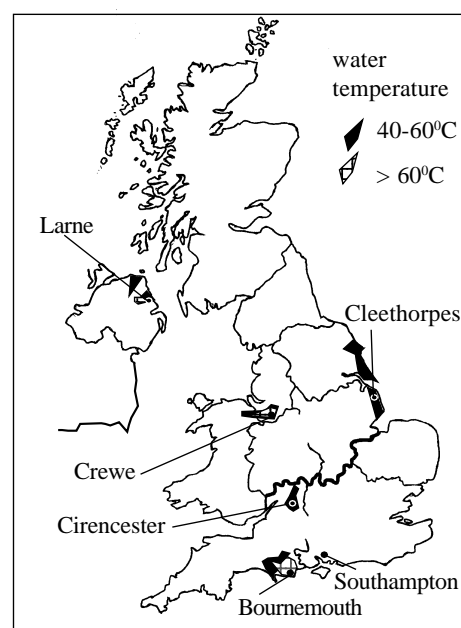 water
temperature
40-60⁰C
> 60⁰C
Larne
Cleethorpes
Crewe
Cirencester
Southampton
Bournemouth